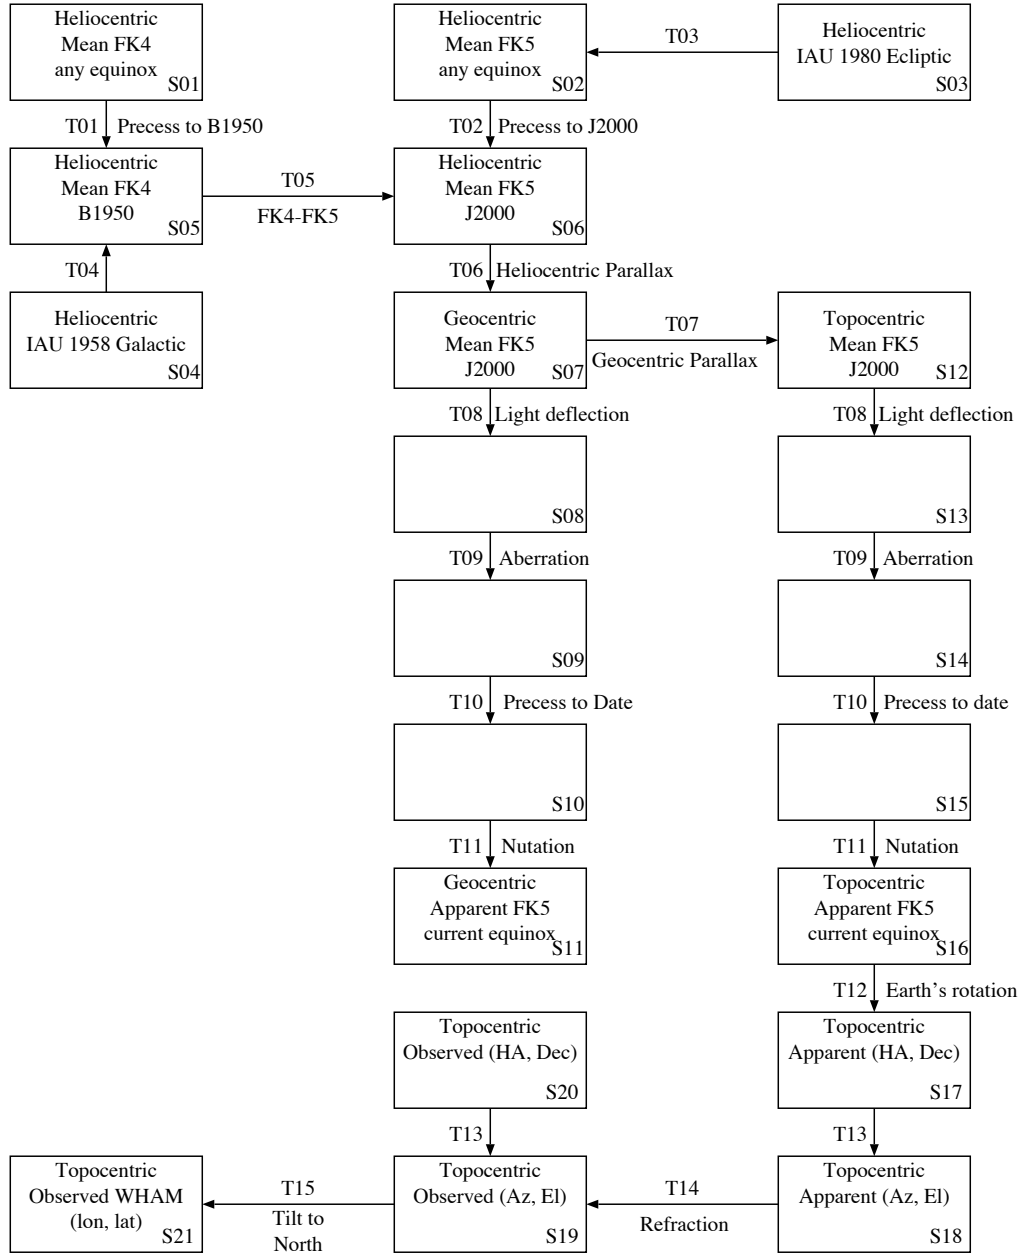 Heliocentric
Mean FK4
any equinox
S01
Heliocentric
Mean FK5
any equinox
S02
T03
Heliocentric
IAU 1980 Ecliptic
S03
T01 Precess to B1950
T02 Precess to J2000
Heliocentric
Mean FK4
B1950
S05
T05
FK4-FK5
Heliocentric
Mean FK5
J2000
S06
T04
T06 Heliocentric Parallax
Heliocentric
IAU 1958 Galactic
S04
Geocentric
Mean FK5
J2000
S07
T07
Geocentric Parallax
Topocentric
Mean FK5
J2000
S12
T08 Light deflection
T08 Light deflection
S08
S13
T09 Aberration
T09 Aberration
S09
S14
T10 Precess to Date
T10 Precess to date
S10
S15
T11 Nutation
T11 Nutation
Geocentric
Apparent FK5
current equinox
S11
Topocentric
Apparent FK5
current equinox
S16
T12 Earth’s rotation
Topocentric
Observed (HA, Dec)
S20
Topocentric
Apparent (HA, Dec)
S17
T13
T13
Topocentric
Observed WHAM
(lon, lat)
S21
T15
Tilt to
North
Topocentric
Observed (Az, El)
S19
T14
Refraction
Topocentric
Apparent (Az, El)
S18